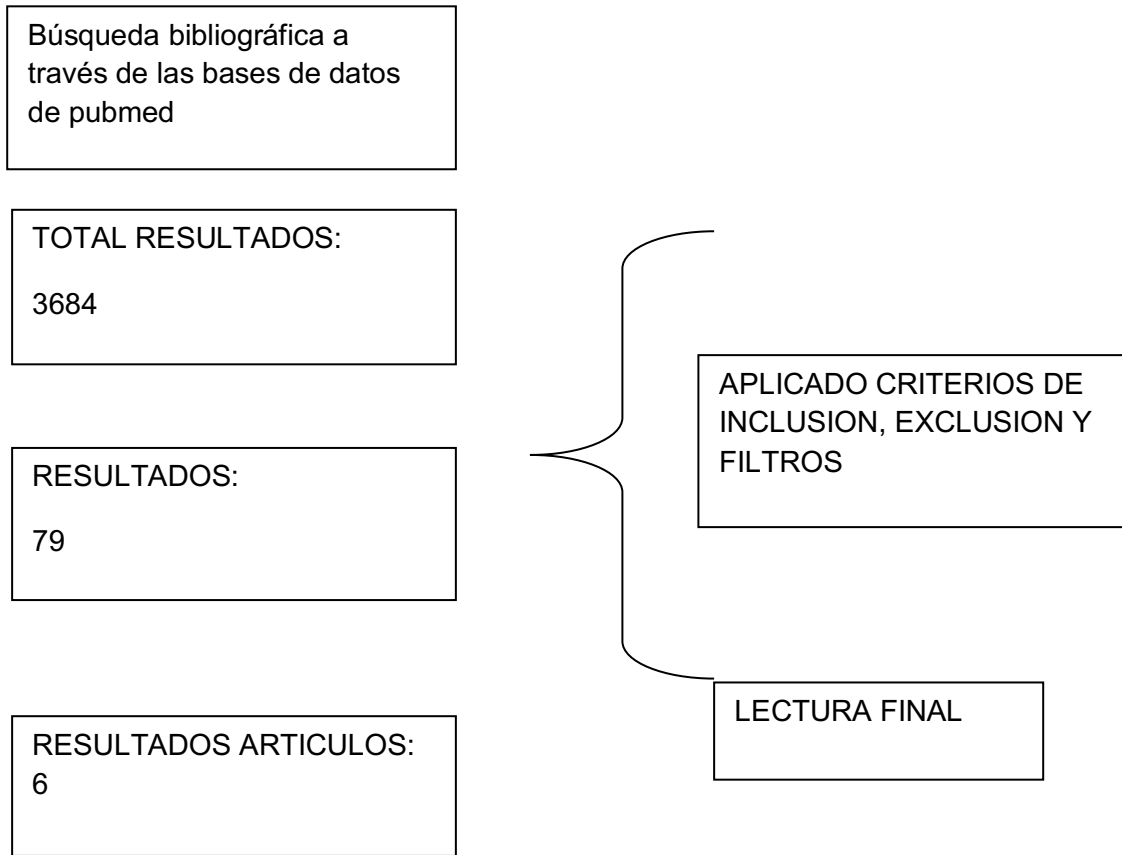 Búsqueda bibliográfica a
través de las bases de datos
de pubmed
TOTAL RESULTADOS:
3684
RESULTADOS:
79
RESULTADOS ARTICULOS:
6
APLICADO CRITERIOS DE
INCLUSION, EXCLUSION Y
FILTROS
LECTURA FINAL